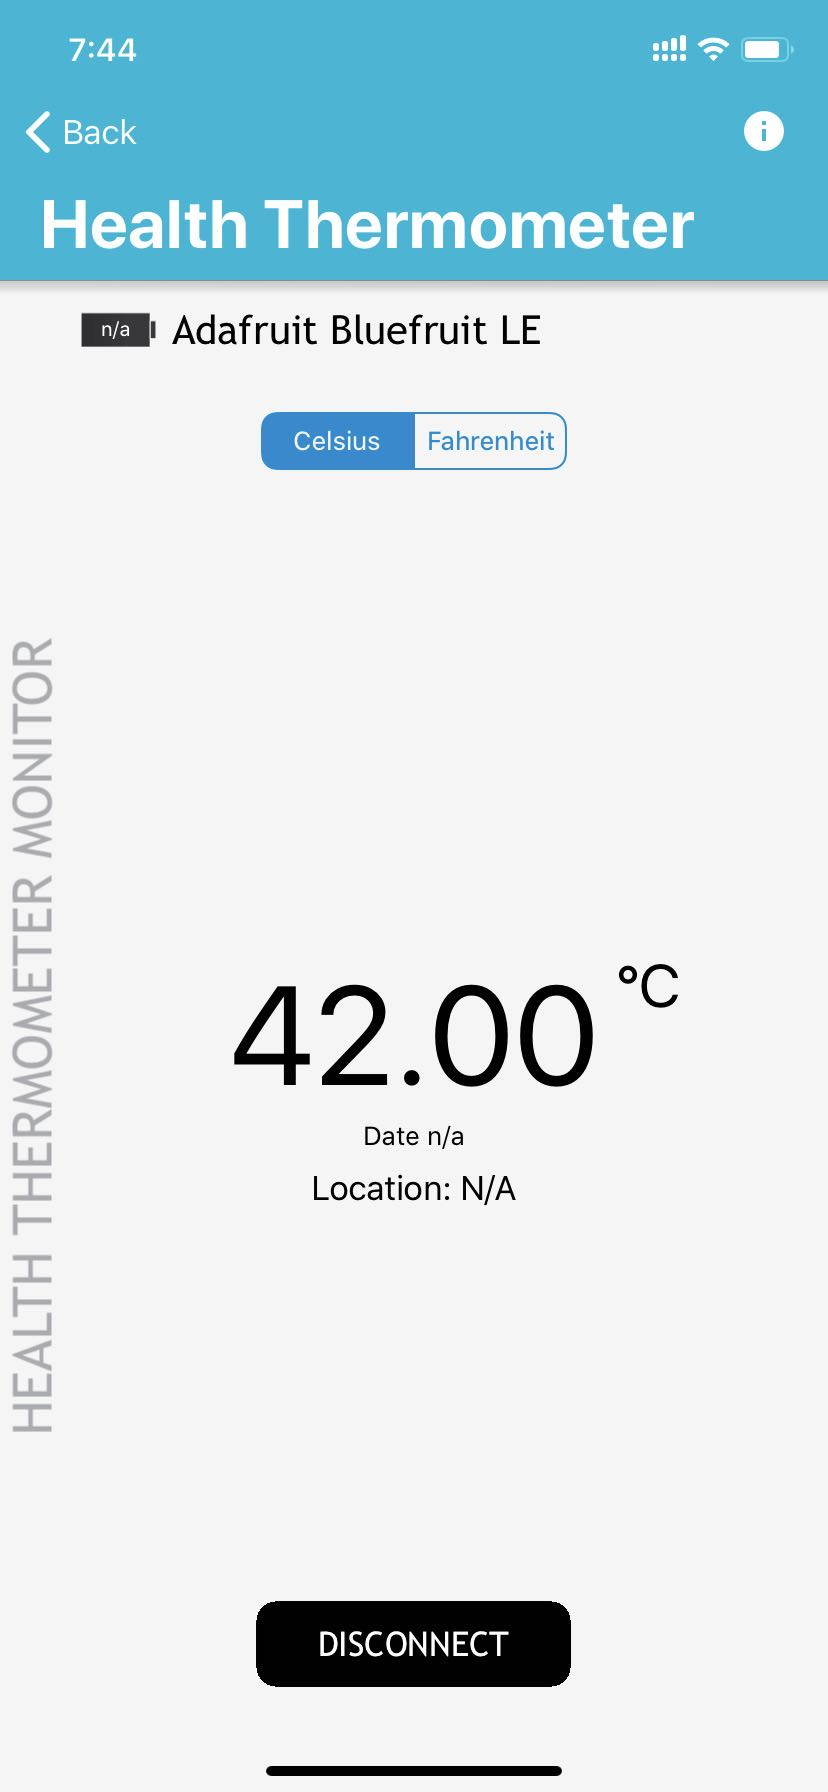 7:44
Back
Health Thermometer
n/a Adafruit Bluefruit LE
Celsius Fahrenheit
HEALTH THERMOMETER MONITOR
42.00 °C
Date n/a
Location: N/A
DISCONNECT